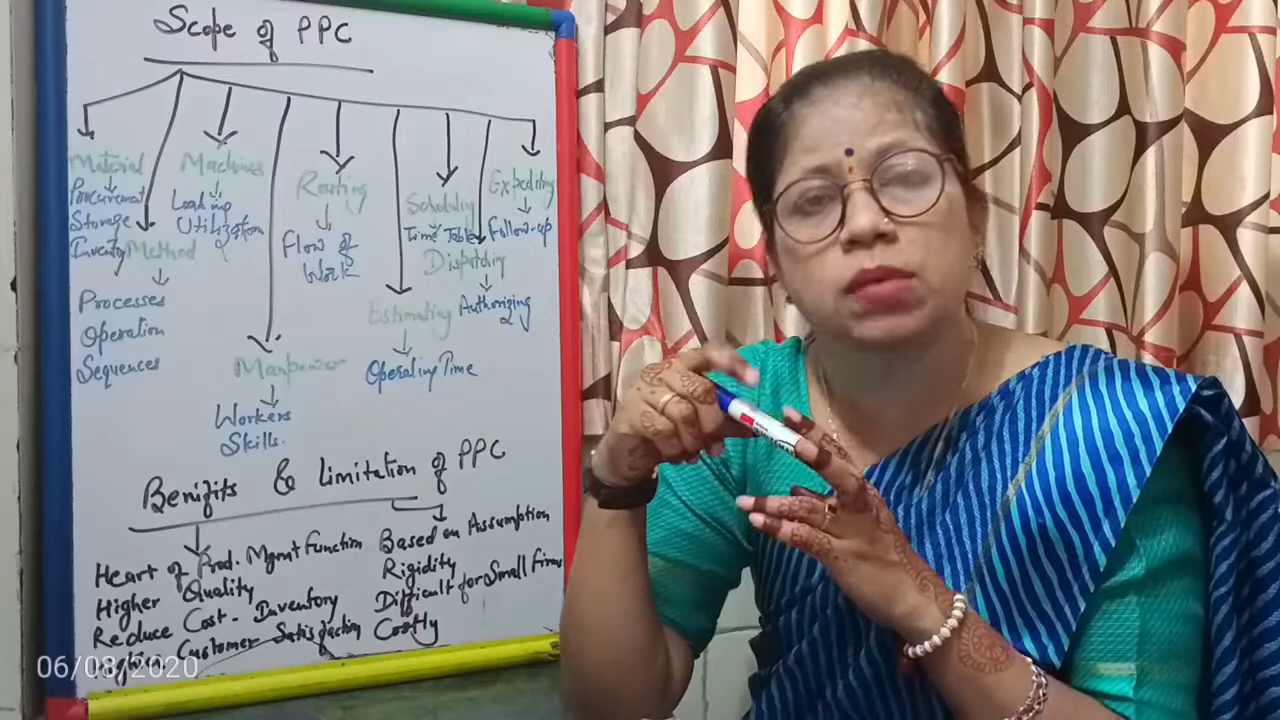 Scope of PPC
Material
Procurement
Storage
Inventry
Method
Processes
Operation
Sequences
Machines
Loading
Utilization
Manpower
Workers
Skills.
Routing
Flow of
Work
Estimating
Operating Time
Scheduling
Time Table
Dispatching
Authorizing
Expediting
Follow-up
Benifits & Limitation of PPC
Heart of Prod. Mgmt Function
Higher Quality
Reduce Cost - Inventory
Customer Satisfaction
Based on Assumption
Rigidity
Difficult for Small Firm
Costly
06/08/2020